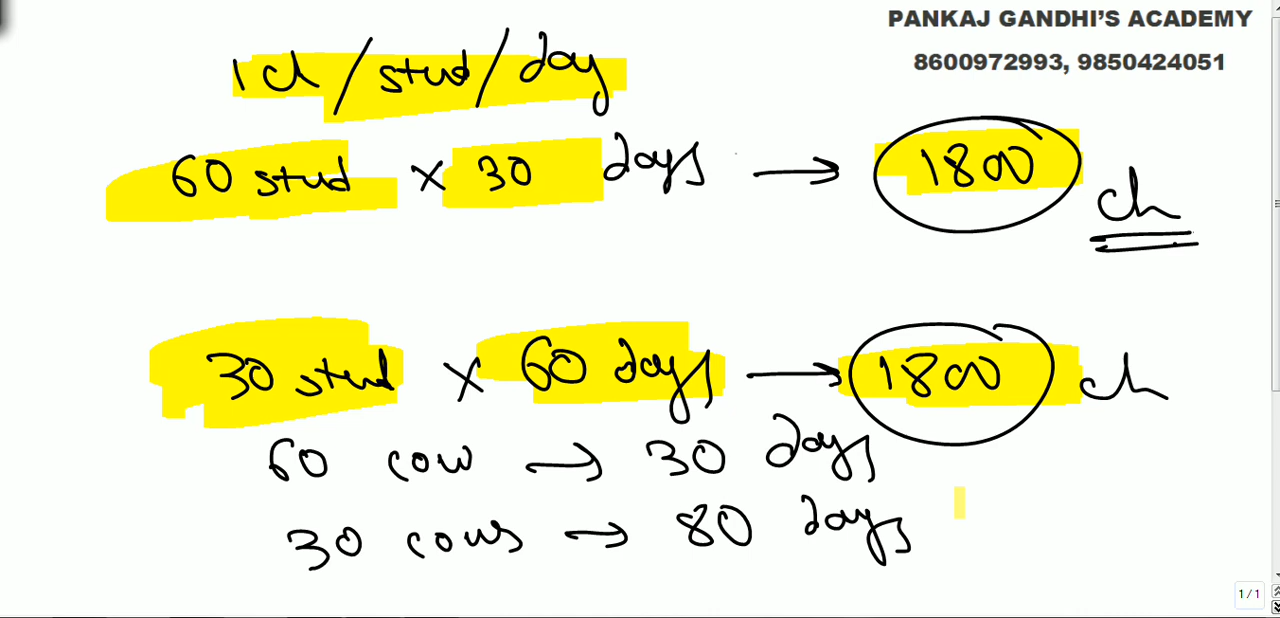 PANKAJ GANDHI'S ACADEMY
8600972993, 9850424051
1 ch / stud / day
60 stud × 30 days → 1800 ch
30 stud × 60 days → 1800 ch
60 cow → 30 days
30 cows → 80 days
1 / 1